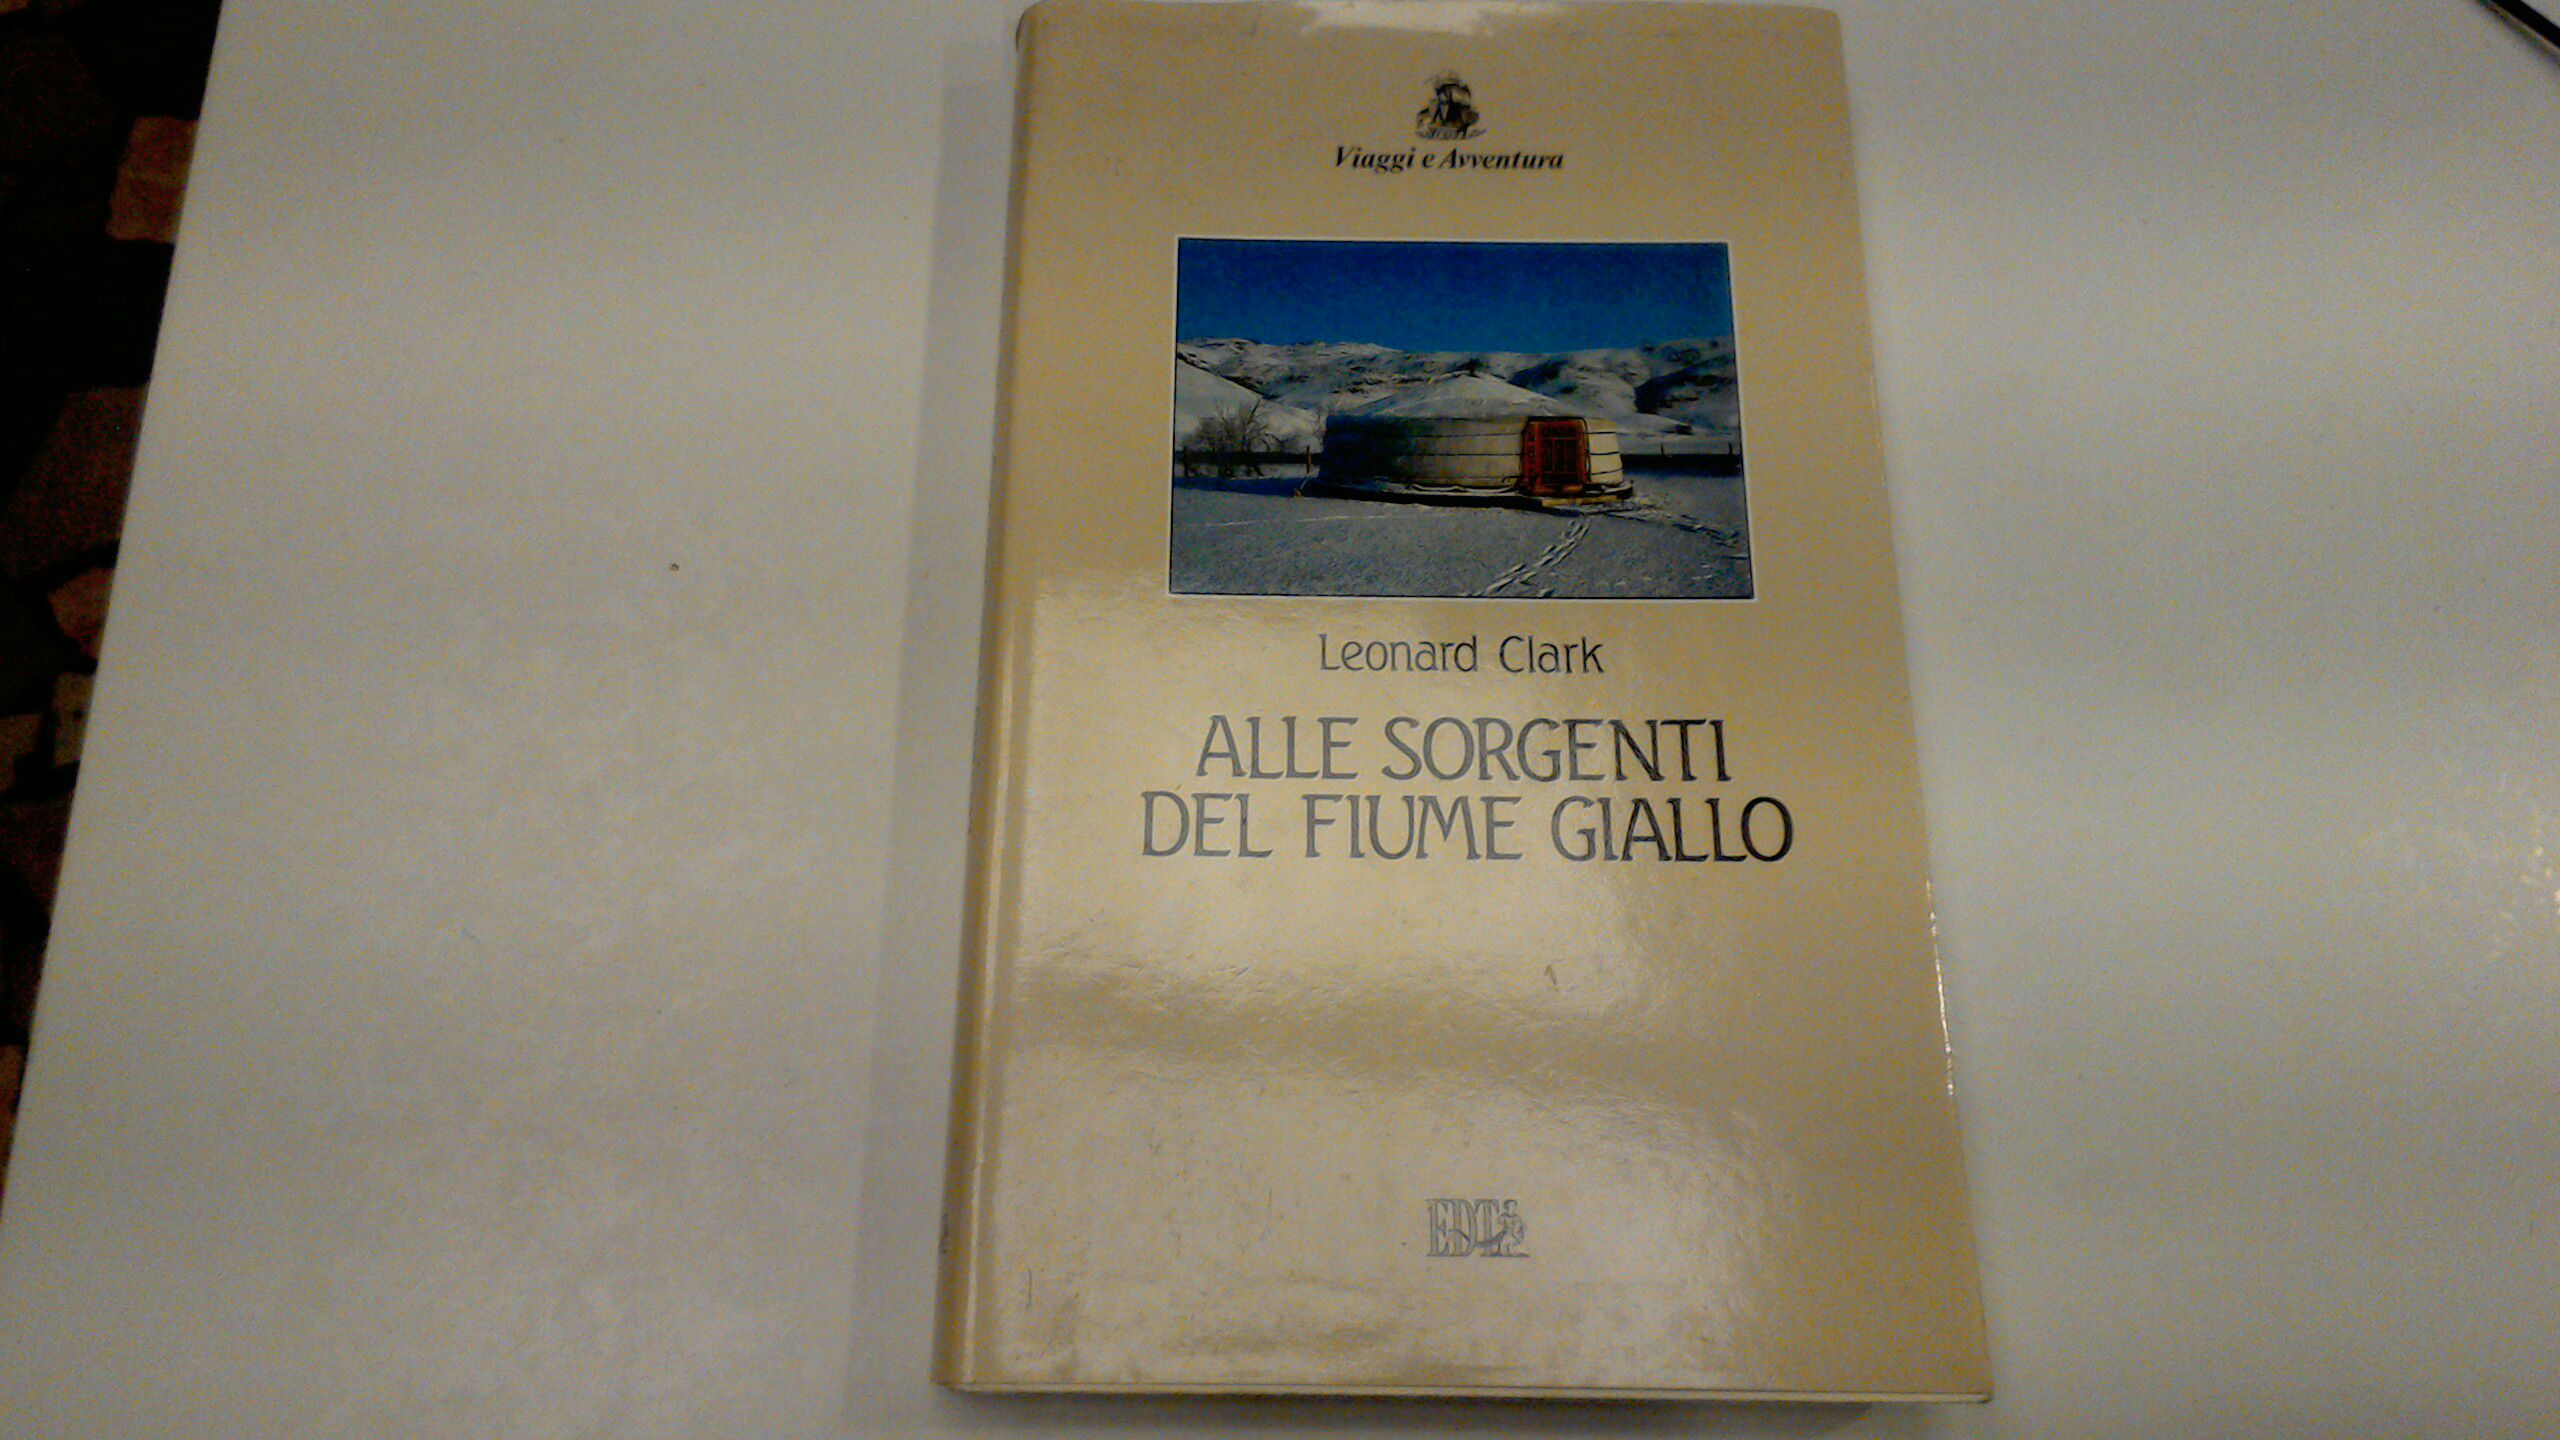 Viaggi e Avventura
Leonard Clark
ALLE SORGENTI
DEL FIUME GIALLO
EDT